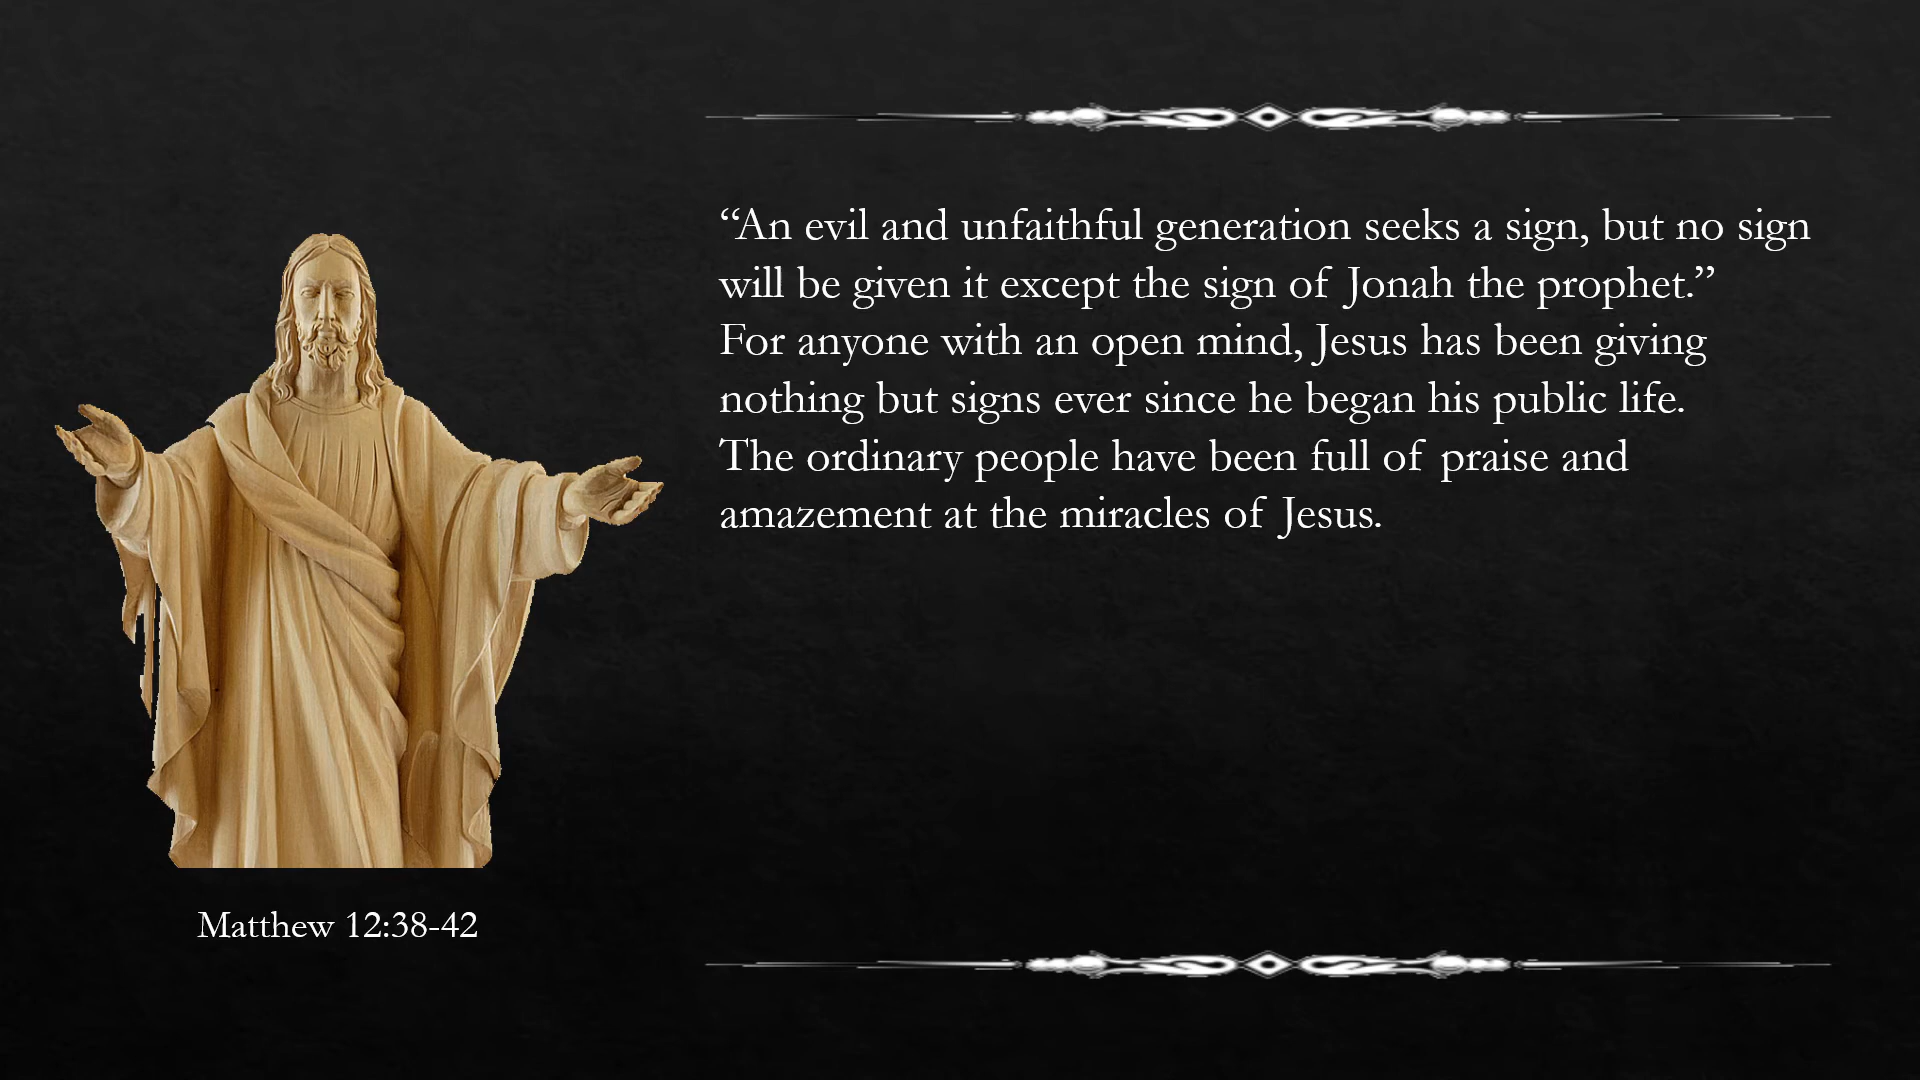 “An evil and unfaithful generation seeks a sign, but no sign
will be given it except the sign of Jonah the prophet.”
For anyone with an open mind, Jesus has been giving
nothing but signs ever since he began his public life.
The ordinary people have been full of praise and
amazement at the miracles of Jesus.
Matthew 12:38-42